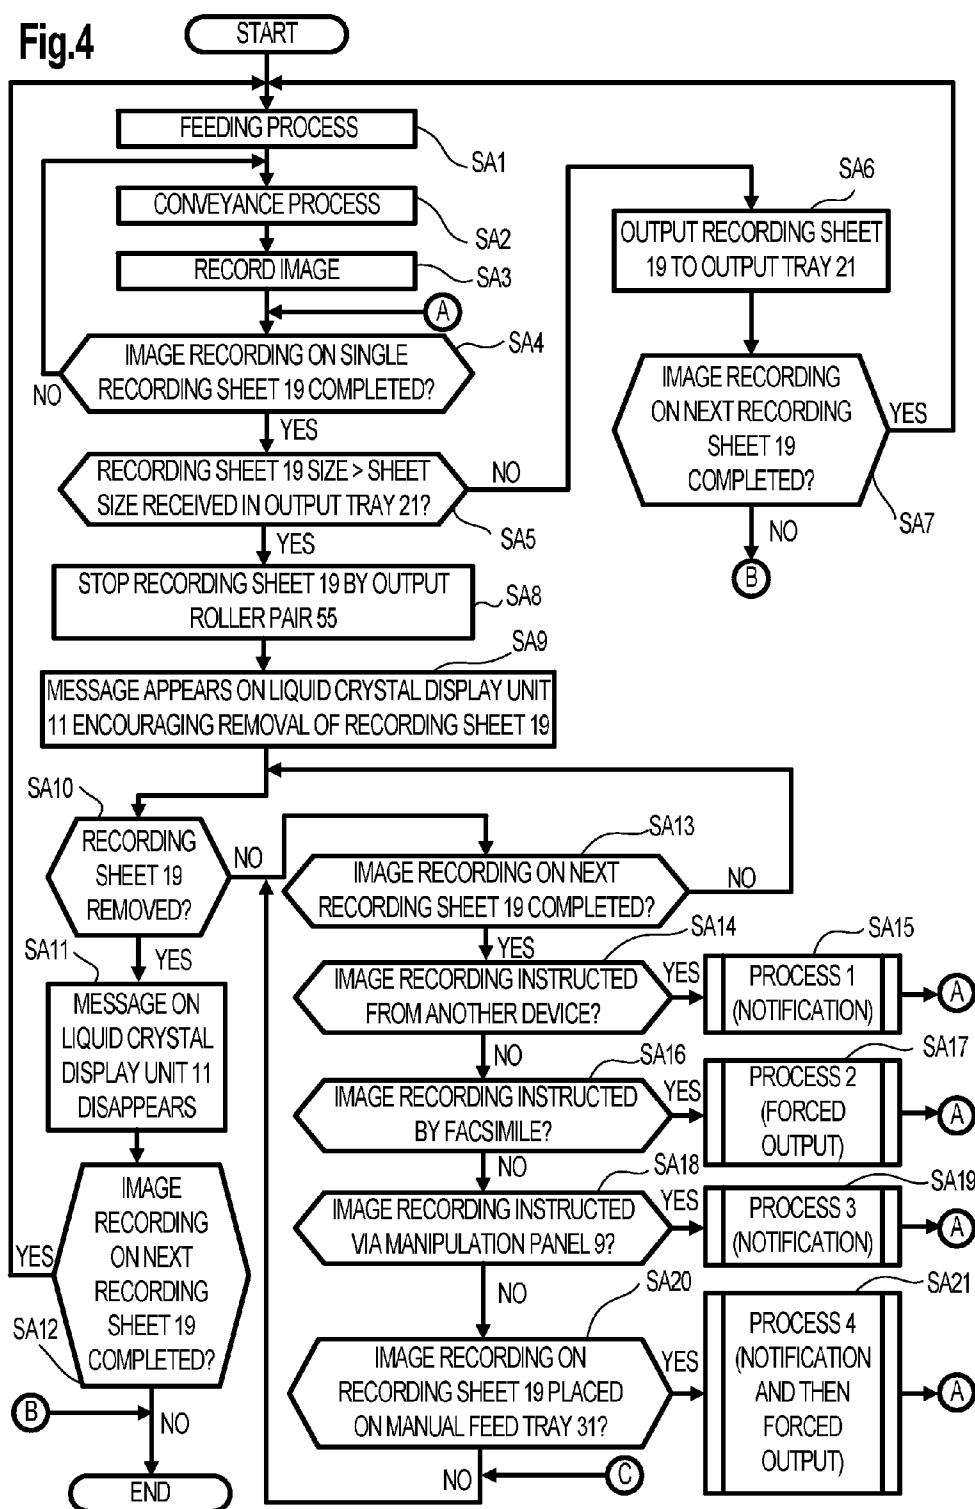 Fig.4
START
FEEDING PROCESS
SA1
CONVEYANCE PROCESS
SA2
RECORD IMAGE
SA3
A
IMAGE RECORDING ON SINGLE
RECORDING SHEET 19 COMPLETED?
SA4
NO
YES
RECORDING SHEET 19 SIZE > SHEET
SIZE RECEIVED IN OUTPUT TRAY 21?
SA5
NO
YES
SA6
OUTPUT RECORDING SHEET
19 TO OUTPUT TRAY 21
IMAGE RECORDING
ON NEXT RECORDING
SHEET 19
COMPLETED?
YES
SA7
NO
B
STOP RECORDING SHEET 19 BY OUTPUT
ROLLER PAIR 55
SA8
SA9
MESSAGE APPEARS ON LIQUID CRYSTAL DISPLAY UNIT
11 ENCOURAGING REMOVAL OF RECORDING SHEET 19
SA10
RECORDING
SHEET 19
REMOVED?
NO
YES
SA11
MESSAGE ON
LIQUID CRYSTAL
DISPLAY UNIT 11
DISAPPEARS
IMAGE
RECORDING
ON NEXT
RECORDING
SHEET 19
COMPLETED?
YES
SA12
B
NO
END
SA13
IMAGE RECORDING ON NEXT
RECORDING SHEET 19 COMPLETED?
NO
YES
SA14
IMAGE RECORDING INSTRUCTED
FROM ANOTHER DEVICE?
YES
SA15
PROCESS 1
(NOTIFICATION)
A
NO
SA16
IMAGE RECORDING INSTRUCTED
BY FACSIMILE?
YES
SA17
PROCESS 2
(FORCED
OUTPUT)
A
NO
SA18
IMAGE RECORDING INSTRUCTED
VIA MANIPULATION PANEL 9?
YES
SA19
PROCESS 3
(NOTIFICATION)
A
NO
SA20
IMAGE RECORDING ON
RECORDING SHEET 19 PLACED
ON MANUAL FEED TRAY 31?
YES
SA21
PROCESS 4
(NOTIFICATION
AND THEN
FORCED
OUTPUT)
A
NO
C